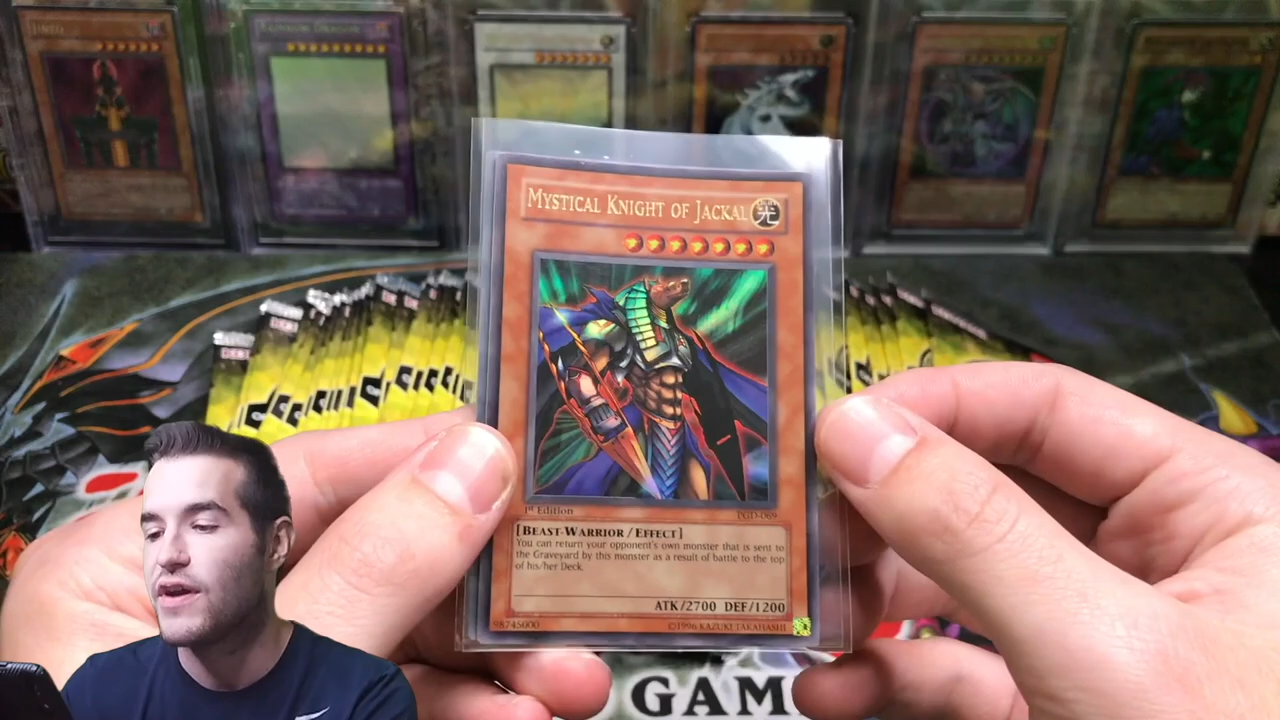 JINZO
MYSTICAL KNIGHT OF JACKAL
LIGHT
光
1st Edition
PGD-069
[BEAST-WARRIOR / EFFECT]
You can return your opponent's own monster that is sent to
the Graveyard by this monster as a result of battle to the top
of his/her Deck.
ATK/2700 DEF/1200
98745000
©1996 KAZUKI TAKAHASHI
GAM